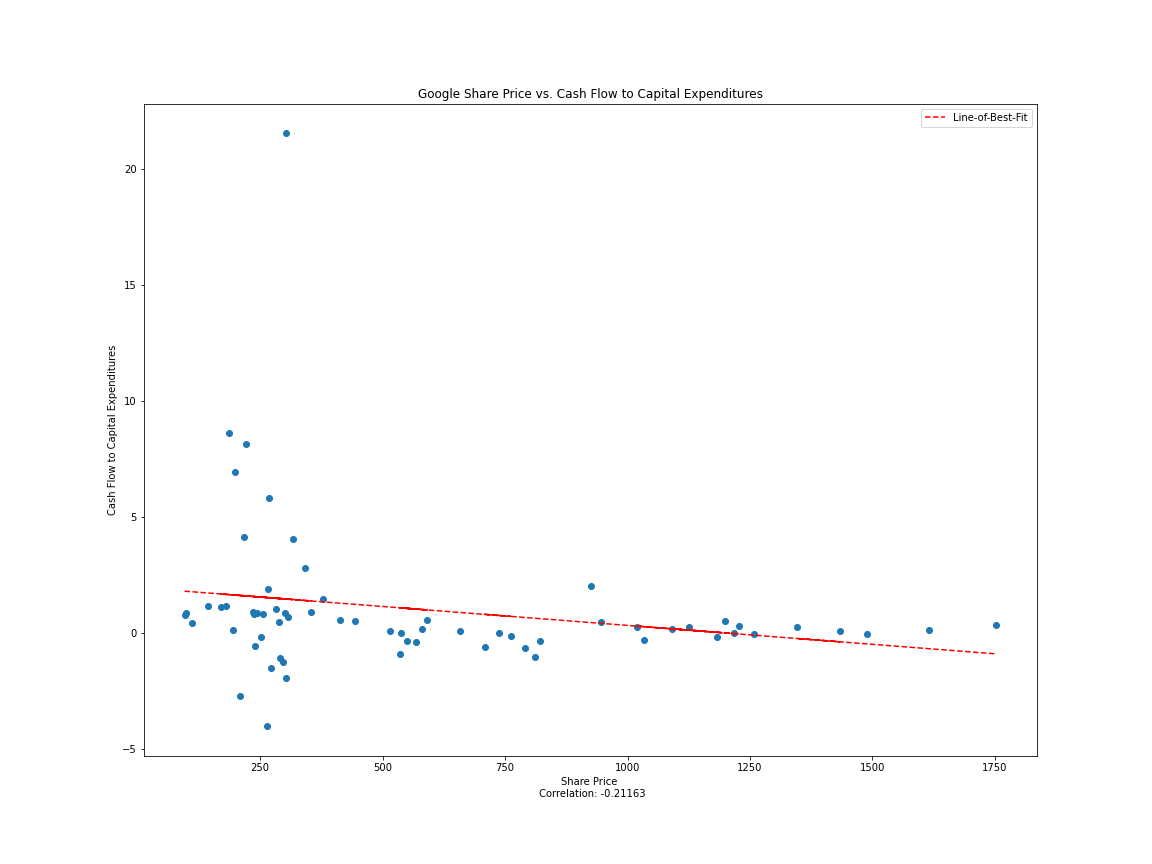 Google Share Price vs. Cash Flow to Capital Expenditures
Line-of-Best-Fit
Cash Flow to Capital Expenditures
20
15
10
5
0
−5
250
500
750
1000
1250
1500
1750
Share Price
Correlation: -0.21163